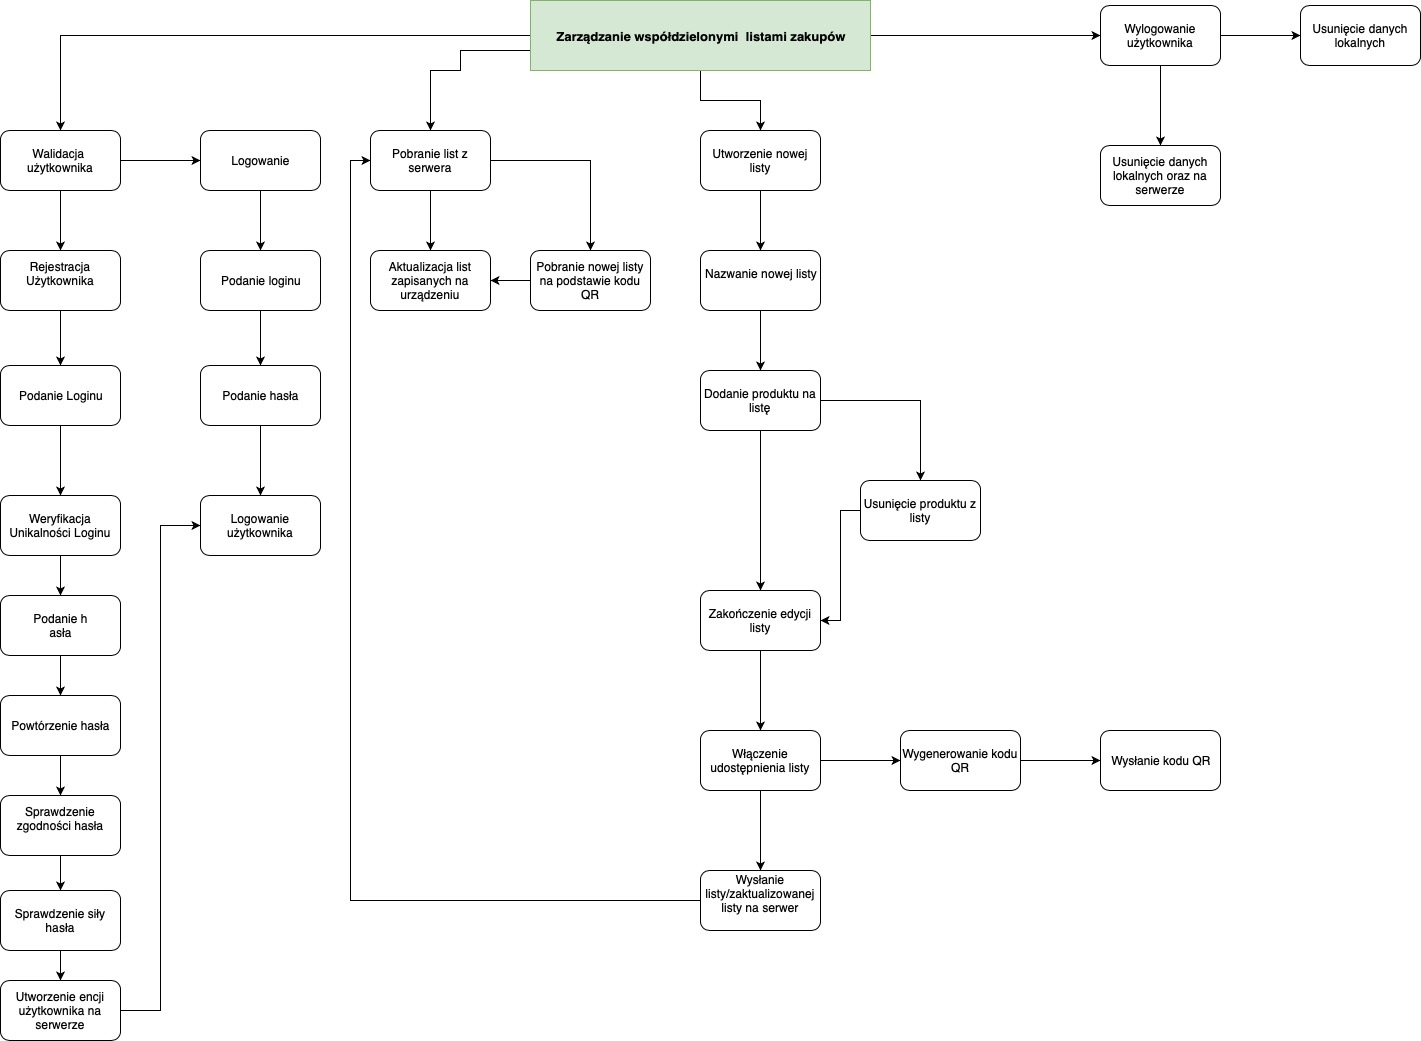 Zarządzanie współdzielonymi  listami zakupów
Wylogowanie
użytkownika
Usunięcie danych
lokalnych
Walidacja
użytkownika
Logowanie
Pobranie list z
serwera
Utworzenie nowej
listy
Usunięcie danych
lokalnych oraz na
serwerze
Rejestracja
Użytkownika
Podanie loginu
Aktualizacja list
zapisanych na
urządzeniu
Pobranie nowej listy
na podstawie kodu
QR
Nazwanie nowej listy
Podanie Loginu
Podanie hasła
Dodanie produktu na
listę
Weryfikacja
Unikalności Loginu
Logowanie
użytkownika
Usunięcie produktu z
listy
Podanie h
asła
Zakończenie edycji
listy
Powtórzenie hasła
Włączenie
udostępnienia listy
Wygenerowanie kodu
QR
Wysłanie kodu QR
Sprawdzenie
zgodności hasła
Wysłanie
listy/zaktualizowanej
listy na serwer
Sprawdzenie siły
hasła
Utworzenie encji
użytkownika na
serwerze